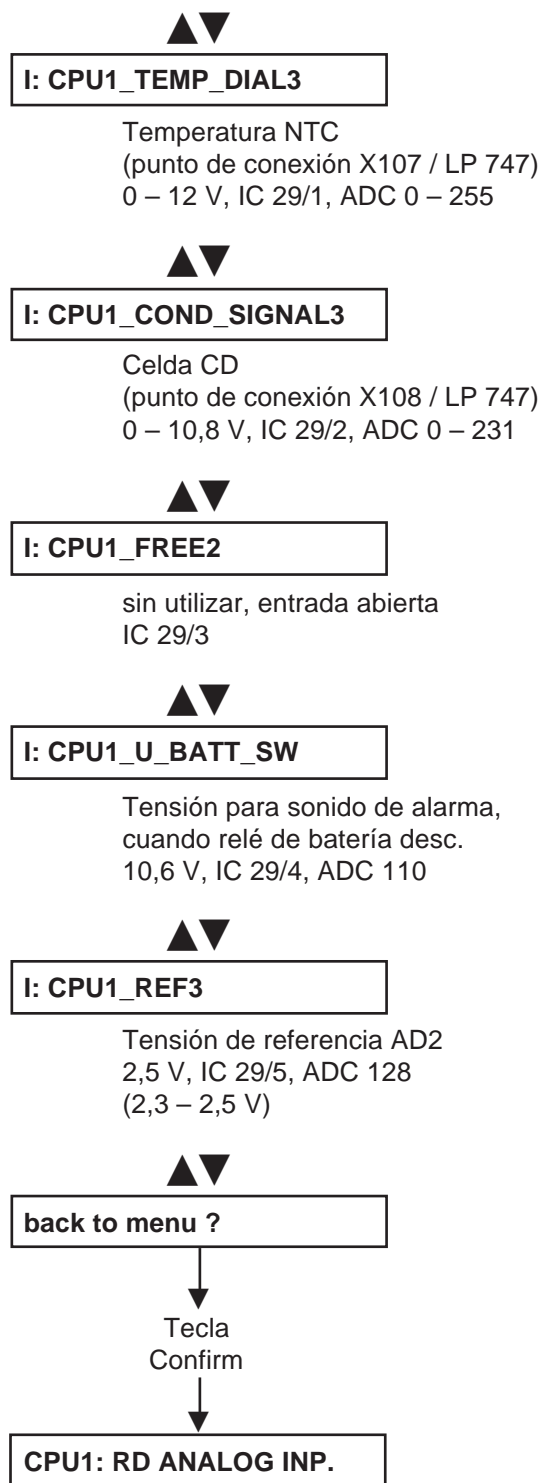 ▲▼
I: CPU1_TEMP_DIAL3
Temperatura NTC
(punto de conexión X107 / LP 747)
0 – 12 V, IC 29/1, ADC 0 – 255
▲▼
I: CPU1_COND_SIGNAL3
Celda CD
(punto de conexión X108 / LP 747)
0 – 10,8 V, IC 29/2, ADC 0 – 231
▲▼
I: CPU1_FREE2
sin utilizar, entrada abierta
IC 29/3
▲▼
I: CPU1_U_BATT_SW
Tensión para sonido de alarma,
cuando relé de batería desc.
10,6 V, IC 29/4, ADC 110
▲▼
I: CPU1_REF3
Tensión de referencia AD2
2,5 V, IC 29/5, ADC 128
(2,3 – 2,5 V)
▲▼
back to menu ?
Tecla
Confirm
CPU1: RD ANALOG INP.